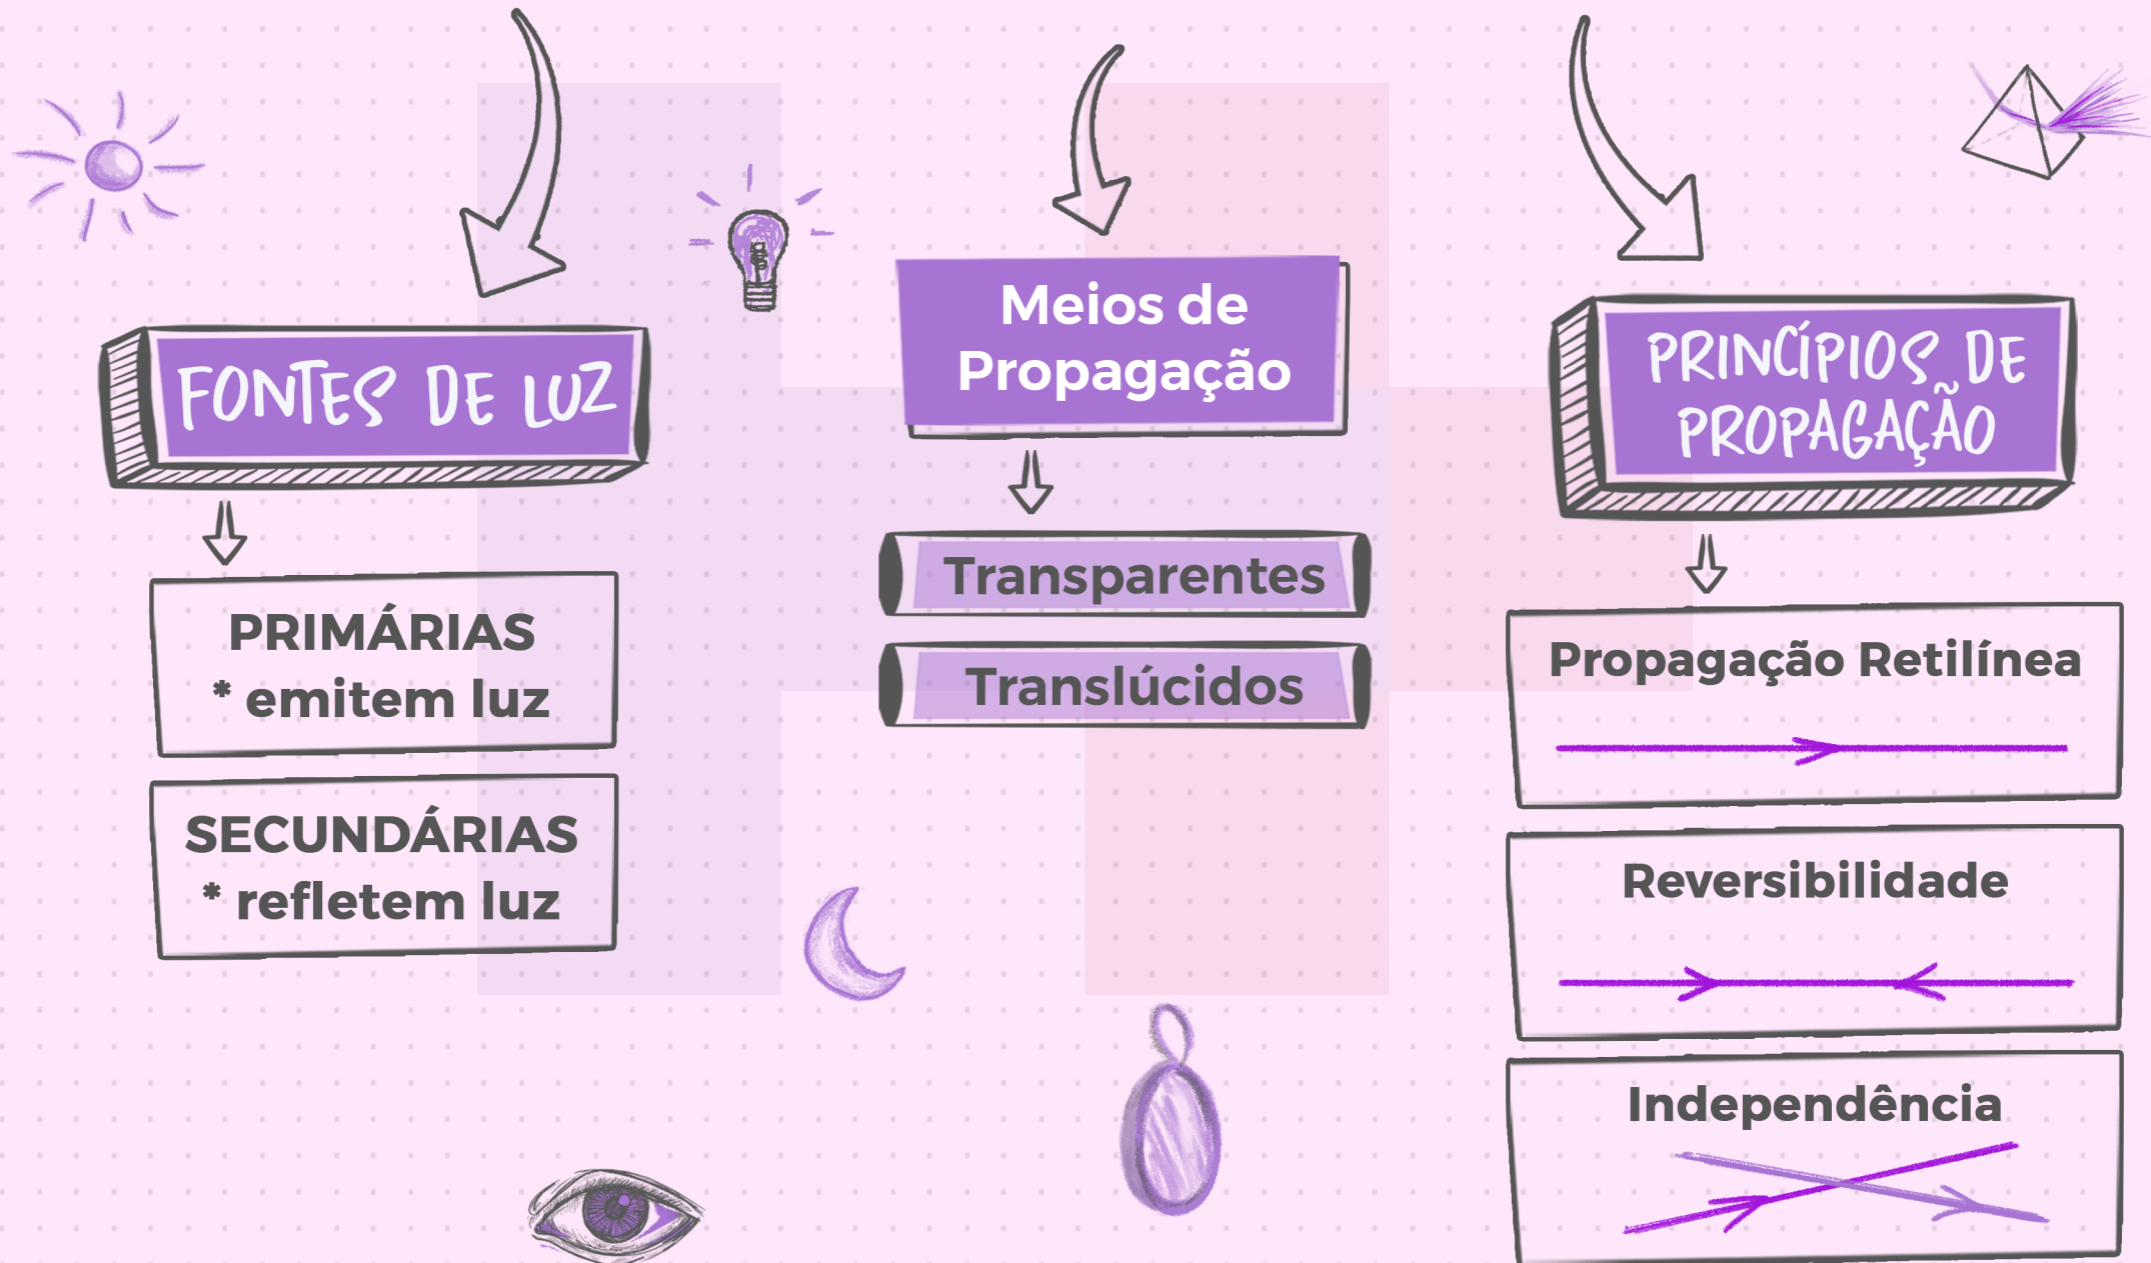 FONTES DE LUZ
PRIMÁRIAS
* emitem luz
SECUNDÁRIAS
* refletem luz
Meios de
Propagação
Transparentes
Translúcidos
PRINCÍPIOS DE
PROPAGAÇÃO
Propagação Retilínea
Reversibilidade
Independência